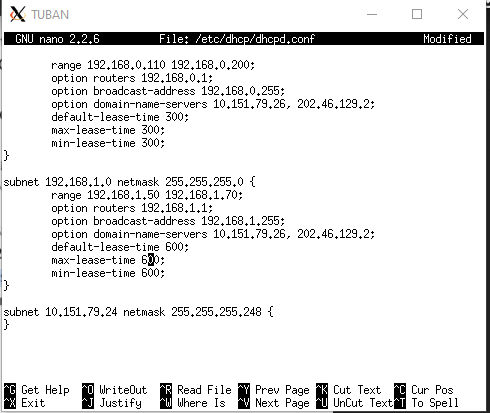 TUBAN
GNU nano 2.2.6 File: /etc/dhcp/dhcpd.conf Modified
range 192.168.0.110 192.168.0.200;
option routers 192.168.0.1;
option broadcast-address 192.168.0.255;
option domain-name-servers 10.151.79.26, 202.46.129.2;
default-lease-time 300;
max-lease-time 300;
min-lease-time 300;
}
subnet 192.168.1.0 netmask 255.255.255.0 {
range 192.168.1.50 192.168.1.70;
option routers 192.168.1.1;
option broadcast-address 192.168.1.255;
option domain-name-servers 10.151.79.26, 202.46.129.2;
default-lease-time 600;
max-lease-time 600;
min-lease-time 600;
}
subnet 10.151.79.24 netmask 255.255.255.248 {
}
^G Get Help ^O WriteOut ^R Read File ^Y Prev Page ^K Cut Text ^C Cur Pos
^X Exit ^J Justify ^W Where Is ^V Next Page ^U UnCut Text ^T To Spell